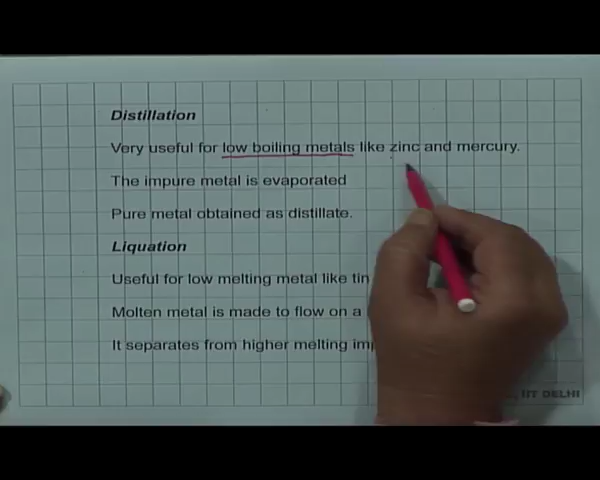 Distillation
Very useful for low boiling metals like zinc and mercury.
The impure metal is evaporated
Pure metal obtained as distillate.
Liquation
Useful for low melting metal like tin
Molten metal is made to flow on a
It separates from higher melting
IIT DELHI